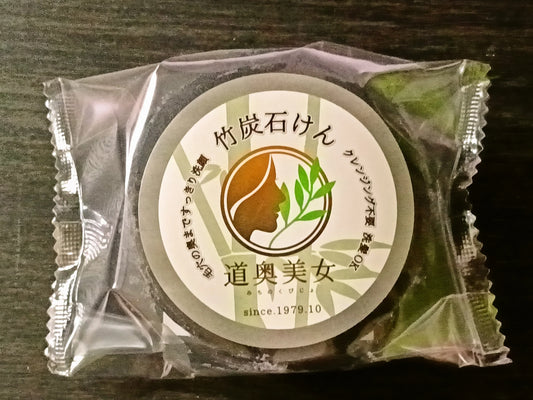 竹炭石けん
毛穴の奥まですっきり洗顔
クレンジング不要 洗髪OK
道奥美女
みちのくびじょ
since.1979.10